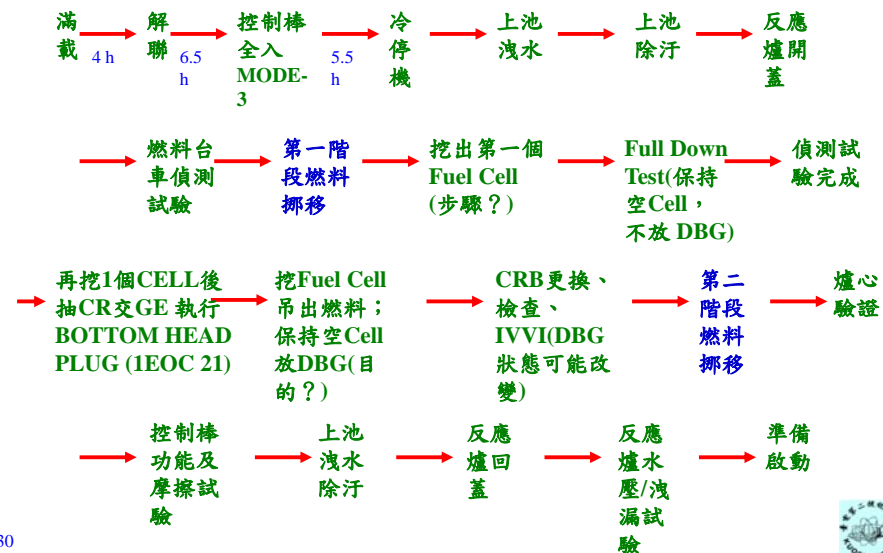 滿載
4 h
解聯
6.5
h
控制棒
全入
MODE-
3
5.5
h
冷停機
上池
洩水
上池
除汙
反應
爐開
蓋
燃料台
車偵測
試驗
第一階
段燃料
挪移
挖出第一個
Fuel Cell
(步驟？)
Full Down
Test(保持
空Cell，
不放 DBG)
偵測試
驗完成
再挖1個CELL後
抽CR交GE 執行
BOTTOM HEAD
PLUG (1EOC 21)
挖Fuel Cell
吊出燃料；
保持空Cell
放DBG(目
的？)
CRB更換、
檢查、
IVVI(DBG
狀態可能改
變)
第二
階段
燃料
挪移
爐心
驗證
控制棒
功能及
摩擦試
驗
上池
洩水
除汙
反應
爐回
蓋
反應
爐水
壓/洩
漏試
驗
準備
啟動
30